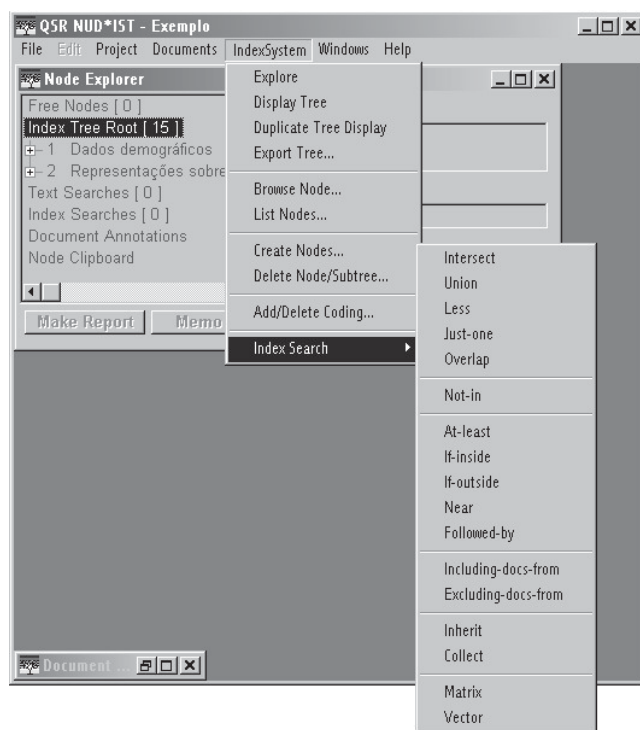 QSR NUD*IST - Exemplo
File Edit Project Documents IndexSystem Windows Help
Node Explorer
Free Nodes [ 0 ]
Index Tree Root [ 15 ]
1 Dados demográficos
2 Representações sobre
Text Searches [ 0 ]
Index Searches [ 0 ]
Document Annotations
Node Clipboard
Make Report
Memo
Explore
Display Tree
Duplicate Tree Display
Export Tree...
Browse Node...
List Nodes...
Create Nodes...
Delete Node/Subtree...
Add/Delete Coding...
Index Search
Intersect
Union
Less
Just-one
Overlap
Not-in
At-least
If-inside
If-outside
Near
Followed-by
Including-docs-from
Excluding-docs-from
Inherit
Collect
Matrix
Vector
Document ...